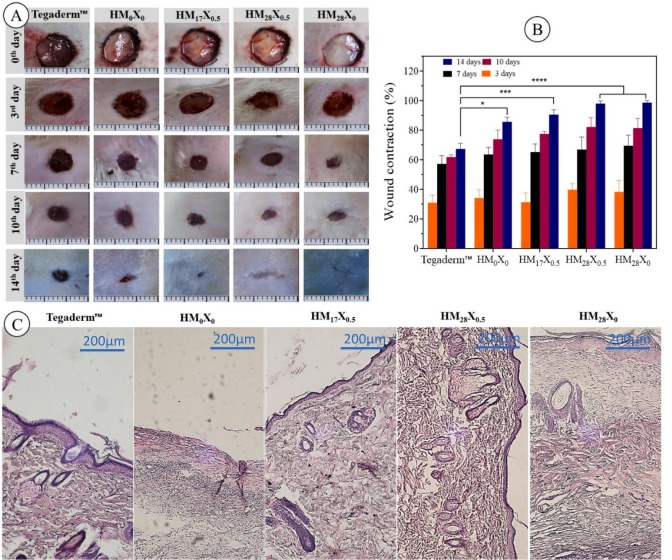 A
Tegaderm™ HM₀X₀ HM₁₇X₀.₅ HM₂₈X₀.₅ HM₂₈X₀
0ᵗʰ day
3ʳᵈ day
7ᵗʰ day
10ᵗʰ day
14ᵗʰ day
B
14 days 10 days
7 days 3 days
****
***
*
Wound contraction (%)
120
100
80
60
40
20
0
Tegaderm™ HM₀X₀ HM₁₇X₀.₅ HM₂₈X₀.₅ HM₂₈X₀
C
Tegaderm™ HM₀X₀ HM₁₇X₀.₅ HM₂₈X₀.₅ HM₂₈X₀
200µm 200µm 200µm 200µm 200µm